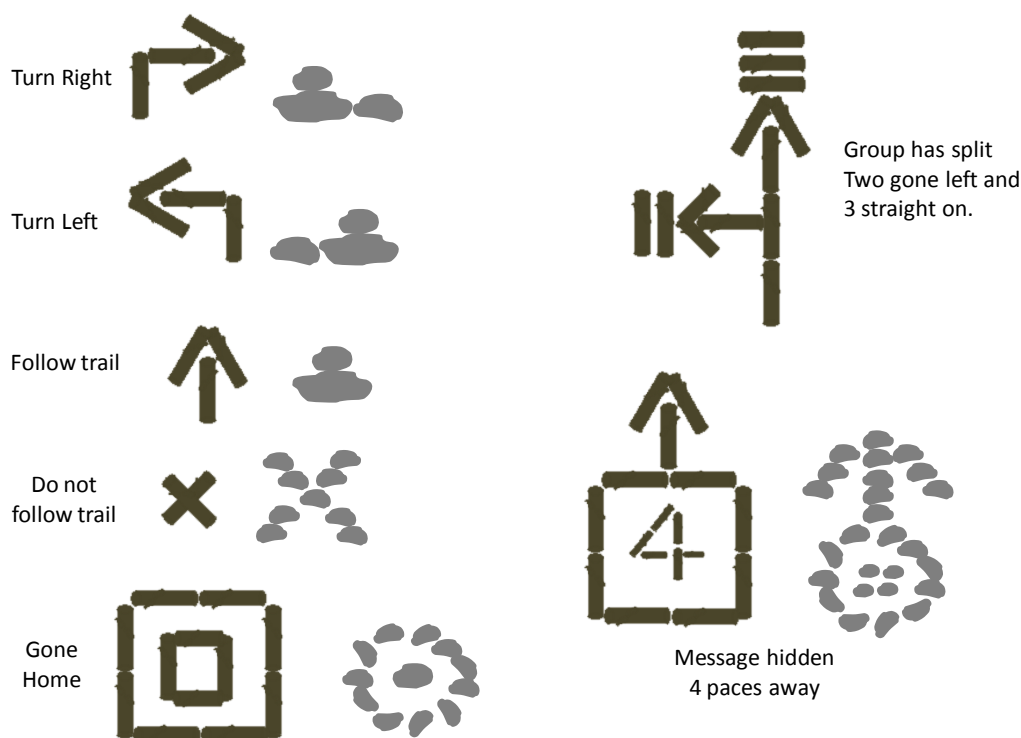 Turn Right
Turn Left
Follow trail
Do not
follow trail
Gone
Home
Group has split
Two gone left and
3 straight on.
4
Message hidden
4 paces away